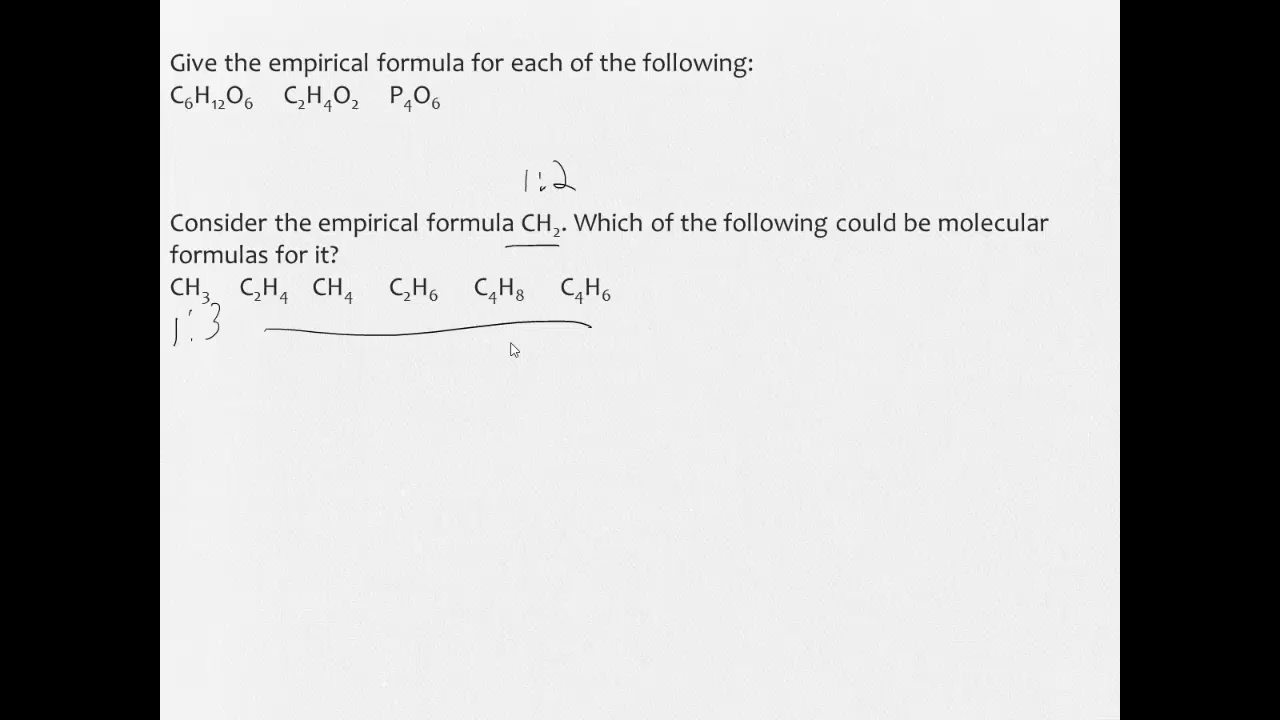 Give the empirical formula for each of the following:
C₆H₁₂O₆ C₂H₄O₂ P₄O₆
1:2
Consider the empirical formula CH₂. Which of the following could be molecular
formulas for it?
CH₃ C₂H₄ CH₄ C₂H₆ C₄H₈ C₄H₆
1:3